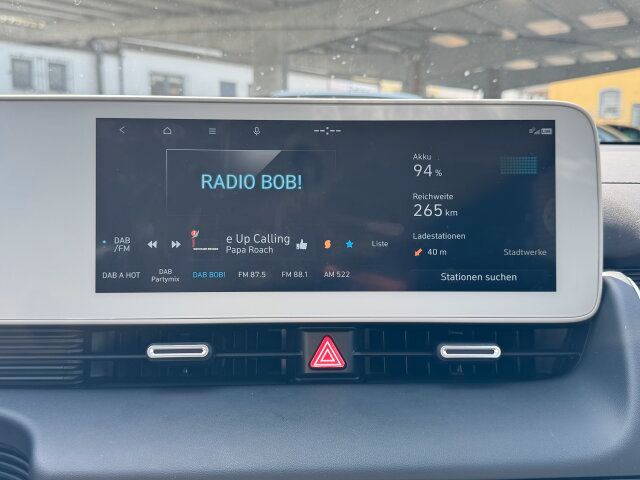 --:--
RADIO BOB!
DAB
/FM
e Up Calling
Papa Roach
Liste
DAB A HOT
DAB
Partymix
DAB BOB!
FM 87.5
FM 88.1
AM 522
Akku
94 %
Reichweite
265 km
Ladestationen
40 m
Stadtwerke
Stationen suchen